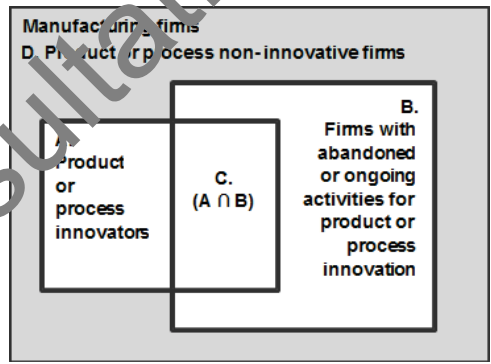 Manufacturing firms
D. Product or process non-innovative firms
A.
Product
or
process
innovators
C.
(A ∩ B)
B.
Firms with
abandoned
or ongoing
activities for
product or
process
innovation